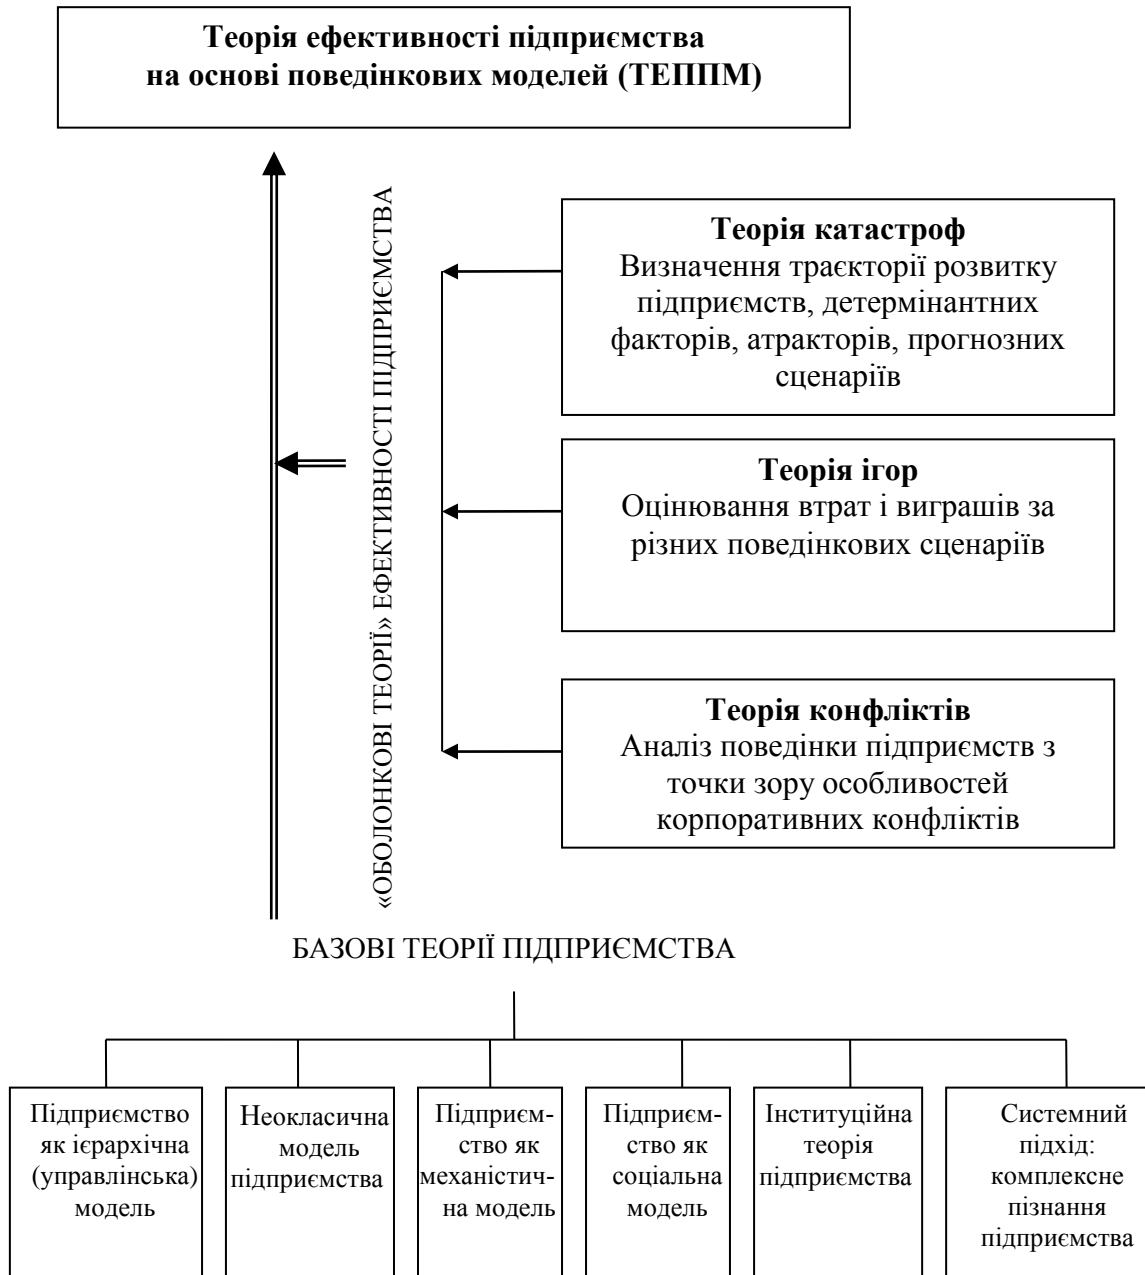 Теорія ефективності підприємства
на основі поведінкових моделей (ТЕППМ)
«ОБОЛОНКОВІ ТЕОРІЇ» ЕФЕКТИВНОСТІ ПІДПРИЄМСТВА
Теорія катастроф
Визначення траєкторії розвитку
підприємств, детермінантних
факторів, атракторів, прогнозних
сценаріїв
Теорія ігор
Оцінювання втрат і виграшів за
різних поведінкових сценаріїв
Теорія конфліктів
Аналіз поведінки підприємств з
точки зору особливостей
корпоративних конфліктів
БАЗОВІ ТЕОРІЇ ПІДПРИЄМСТВА
Підприємство
як ієрархічна
(управлінська)
модель
Неокласична
модель
підприємства
Підприєм-
ство як
механістич-
на модель
Підприєм-
ство як
соціальна
модель
Інституційна
теорія
підприємства
Системний
підхід:
комплексне
пізнання
підприємства